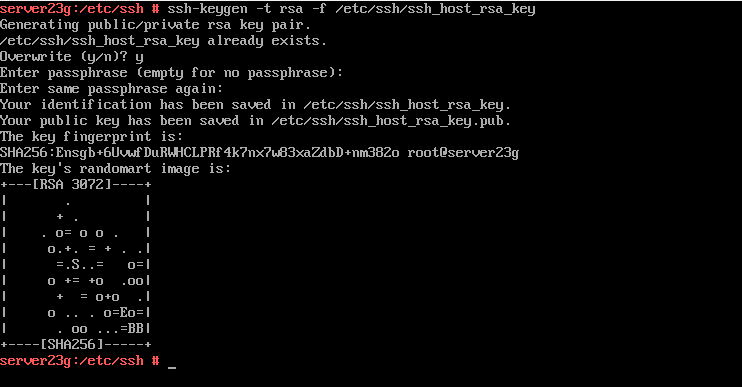 server23g:/etc/ssh # ssh-keygen -t rsa -f /etc/ssh/ssh_host_rsa_key
Generating public/private rsa key pair.
/etc/ssh/ssh_host_rsa_key already exists.
Overwrite (y/n)? y
Enter passphrase (empty for no passphrase):
Enter same passphrase again:
Your identification has been saved in /etc/ssh/ssh_host_rsa_key.
Your public key has been saved in /etc/ssh/ssh_host_rsa_key.pub.
The key fingerprint is:
SHA256:Ensgb+6UvwfDuRWHCLPRf4k7nx7w83xaZdbD+nm382o root@server23g
The key's randomart image is:
+---[RSA 3072]----+
|       .         |
|      + .        |
|    . o= o o .   |
|     o.+. = + . .|
|      =.S..=   o=|
|     o += +o  .oo|
|      +  = o+o  .|
|     o .. . o=Eo=|
|      . oo ...=BB|
+----[SHA256]-----+
server23g:/etc/ssh # _